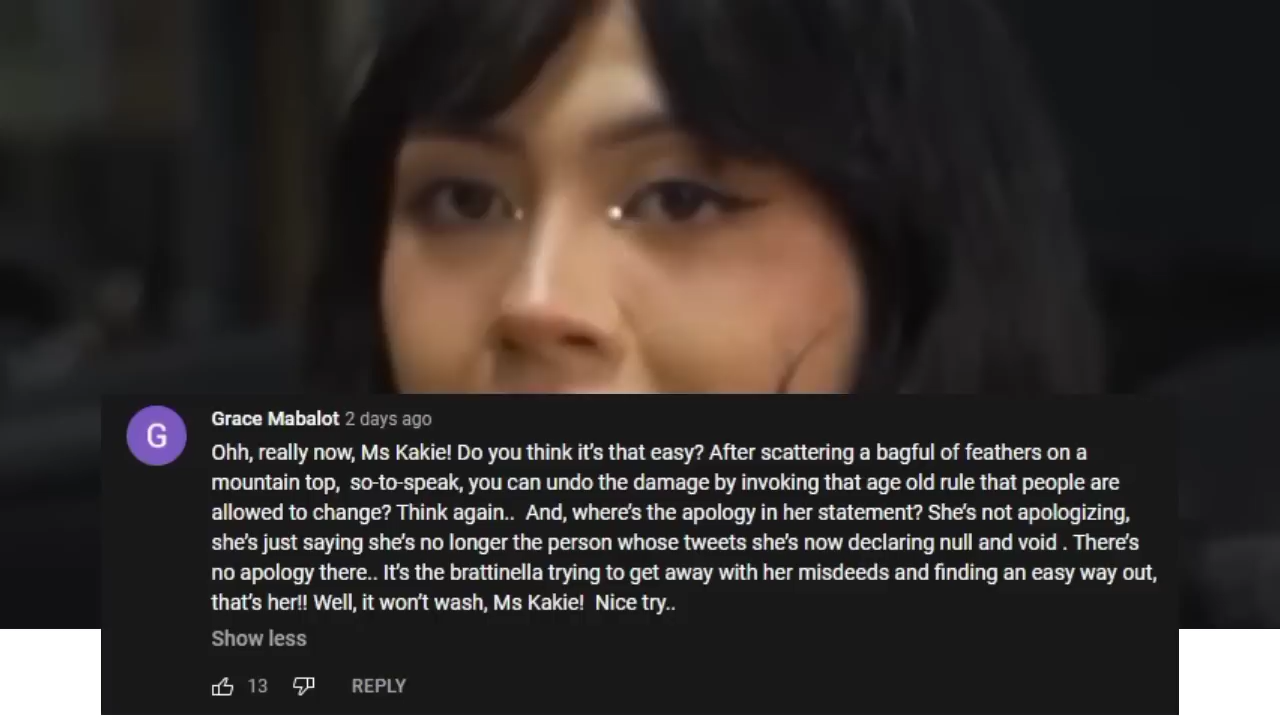 G
Grace Mabalot 2 days ago
Ohh, really now, Ms Kakie! Do you think it's that easy? After scattering a bagful of feathers on a
mountain top,  so-to-speak, you can undo the damage by invoking that age old rule that people are
allowed to change? Think again..  And, where's the apology in her statement? She's not apologizing,
she's just saying she's no longer the person whose tweets she's now declaring null and void . There's
no apology there.. It's the brattinella trying to get away with her misdeeds and finding an easy way out,
that's her!! Well, it won't wash, Ms Kakie!  Nice try..
Show less
13 REPLY